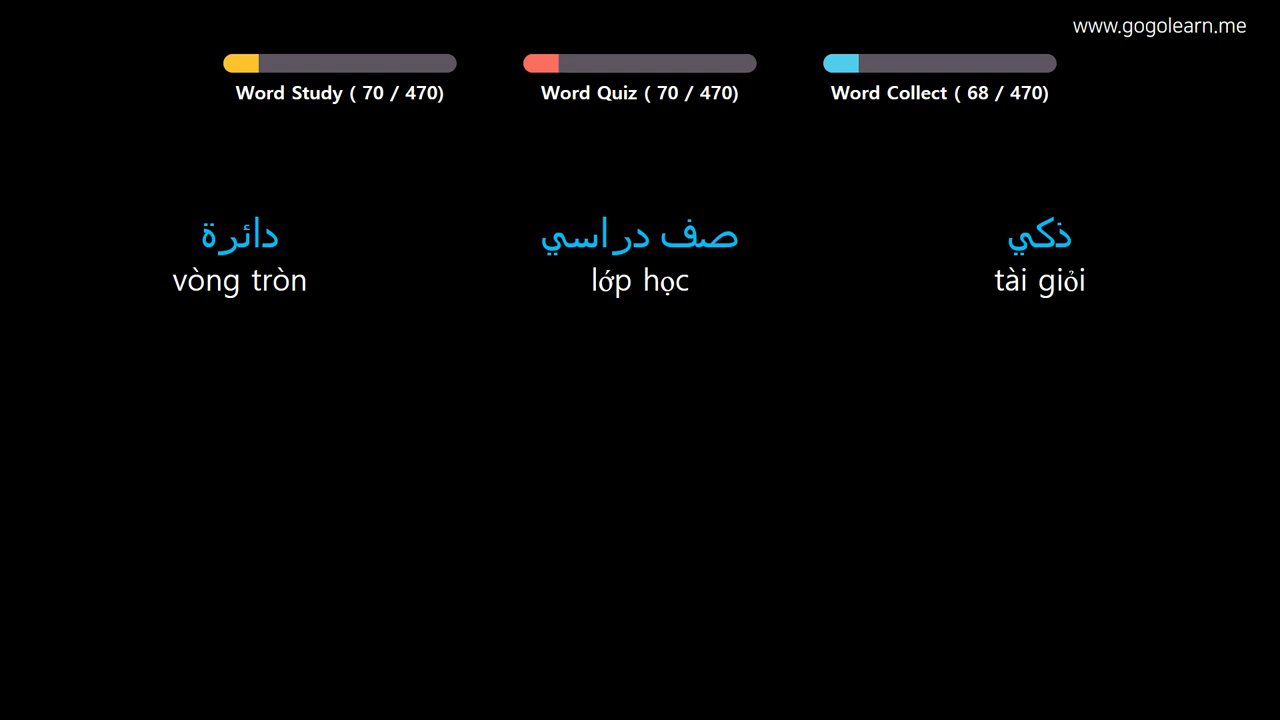 www.gogolearn.me
Word Study ( 70 / 470)
Word Quiz ( 70 / 470)
Word Collect ( 68 / 470)
دائرة
vòng tròn
صف دراسي
lớp học
ذكي
tài giỏi